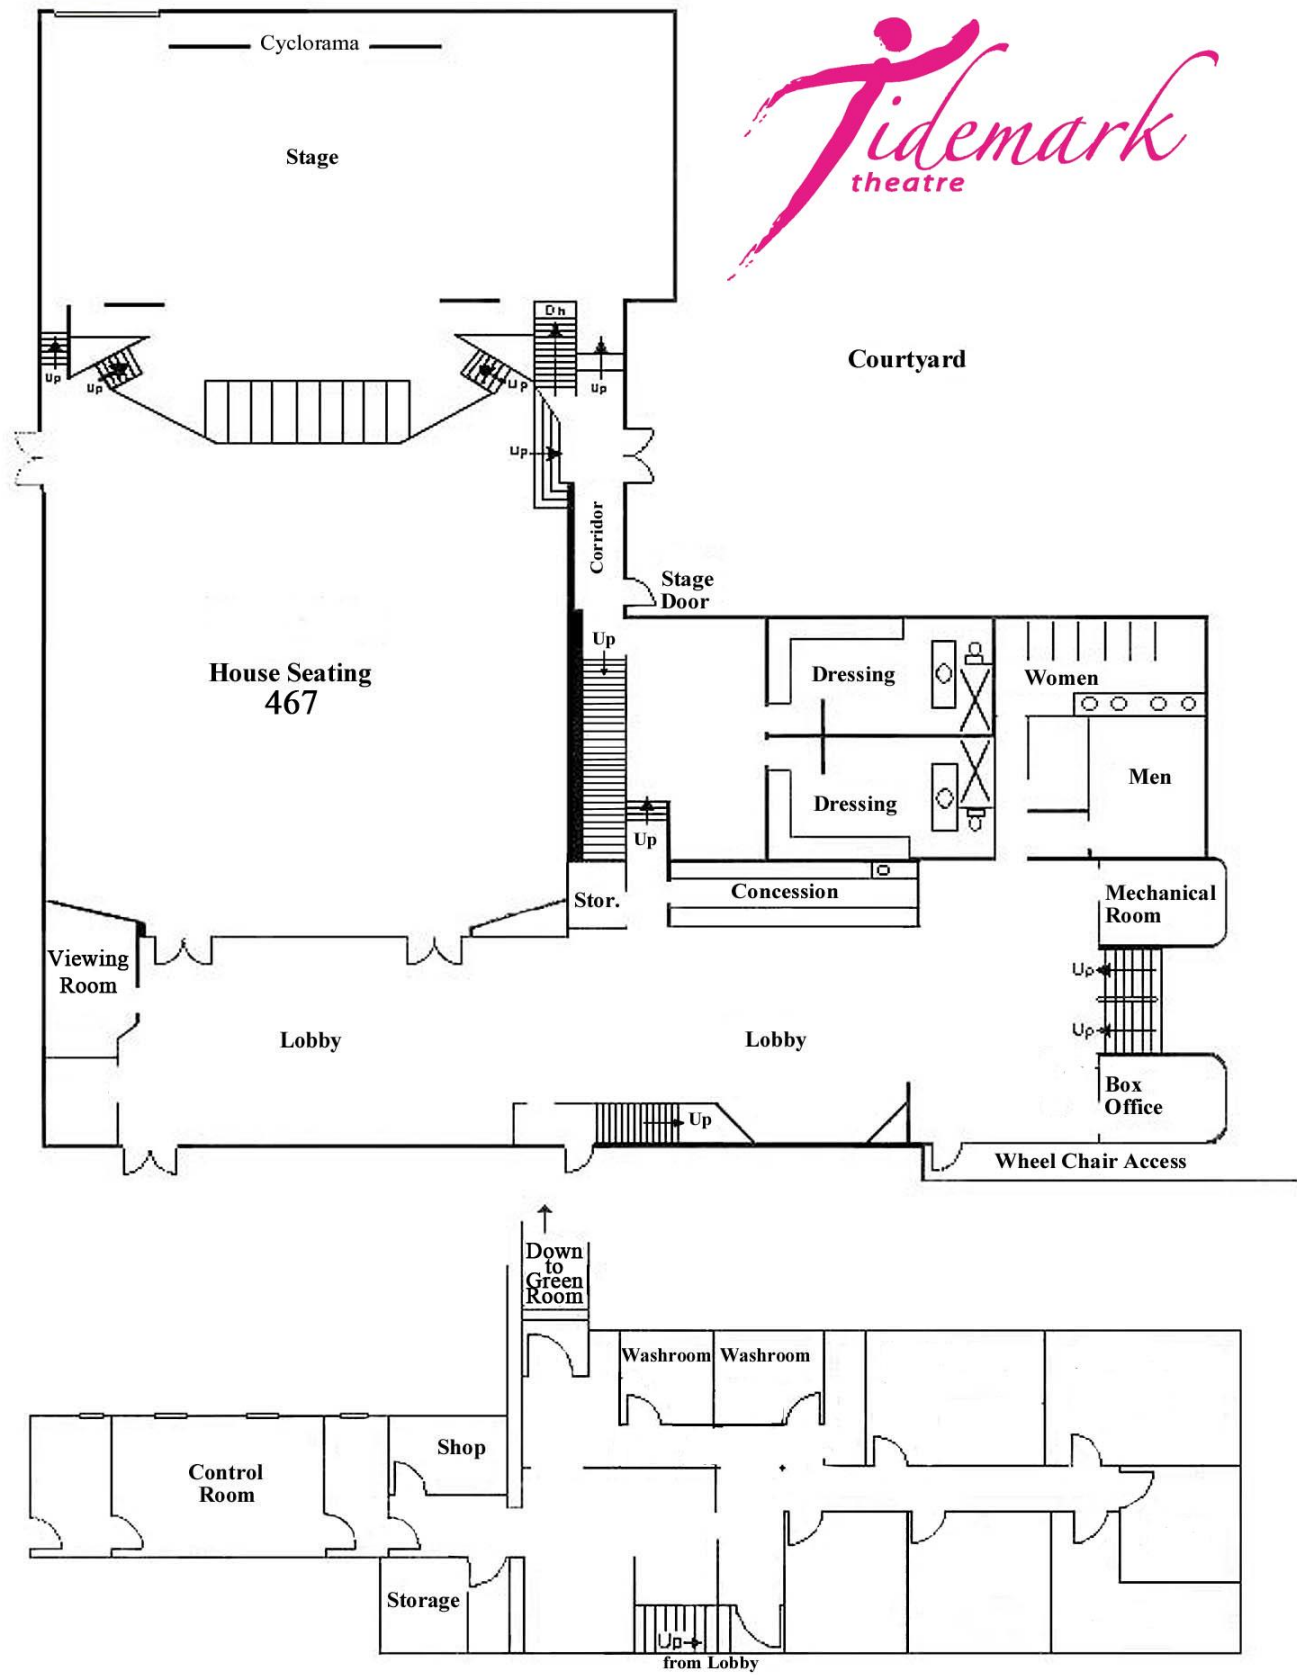 Cyclorama
Tidemark
theatre
Stage
Dn
Up
Up
Up
Up
Up
Courtyard
Up
Corridor
Stage
Door
Up
House Seating
467
Dressing
Women
Dressing
Men
Up
Stor.
Concession
Mechanical
Room
Viewing
Room
Up
Up
Lobby
Lobby
Box
Office
Up
Wheel Chair Access
Down
to
Green
Room
Washroom
Washroom
Shop
Control
Room
Storage
Up
from Lobby